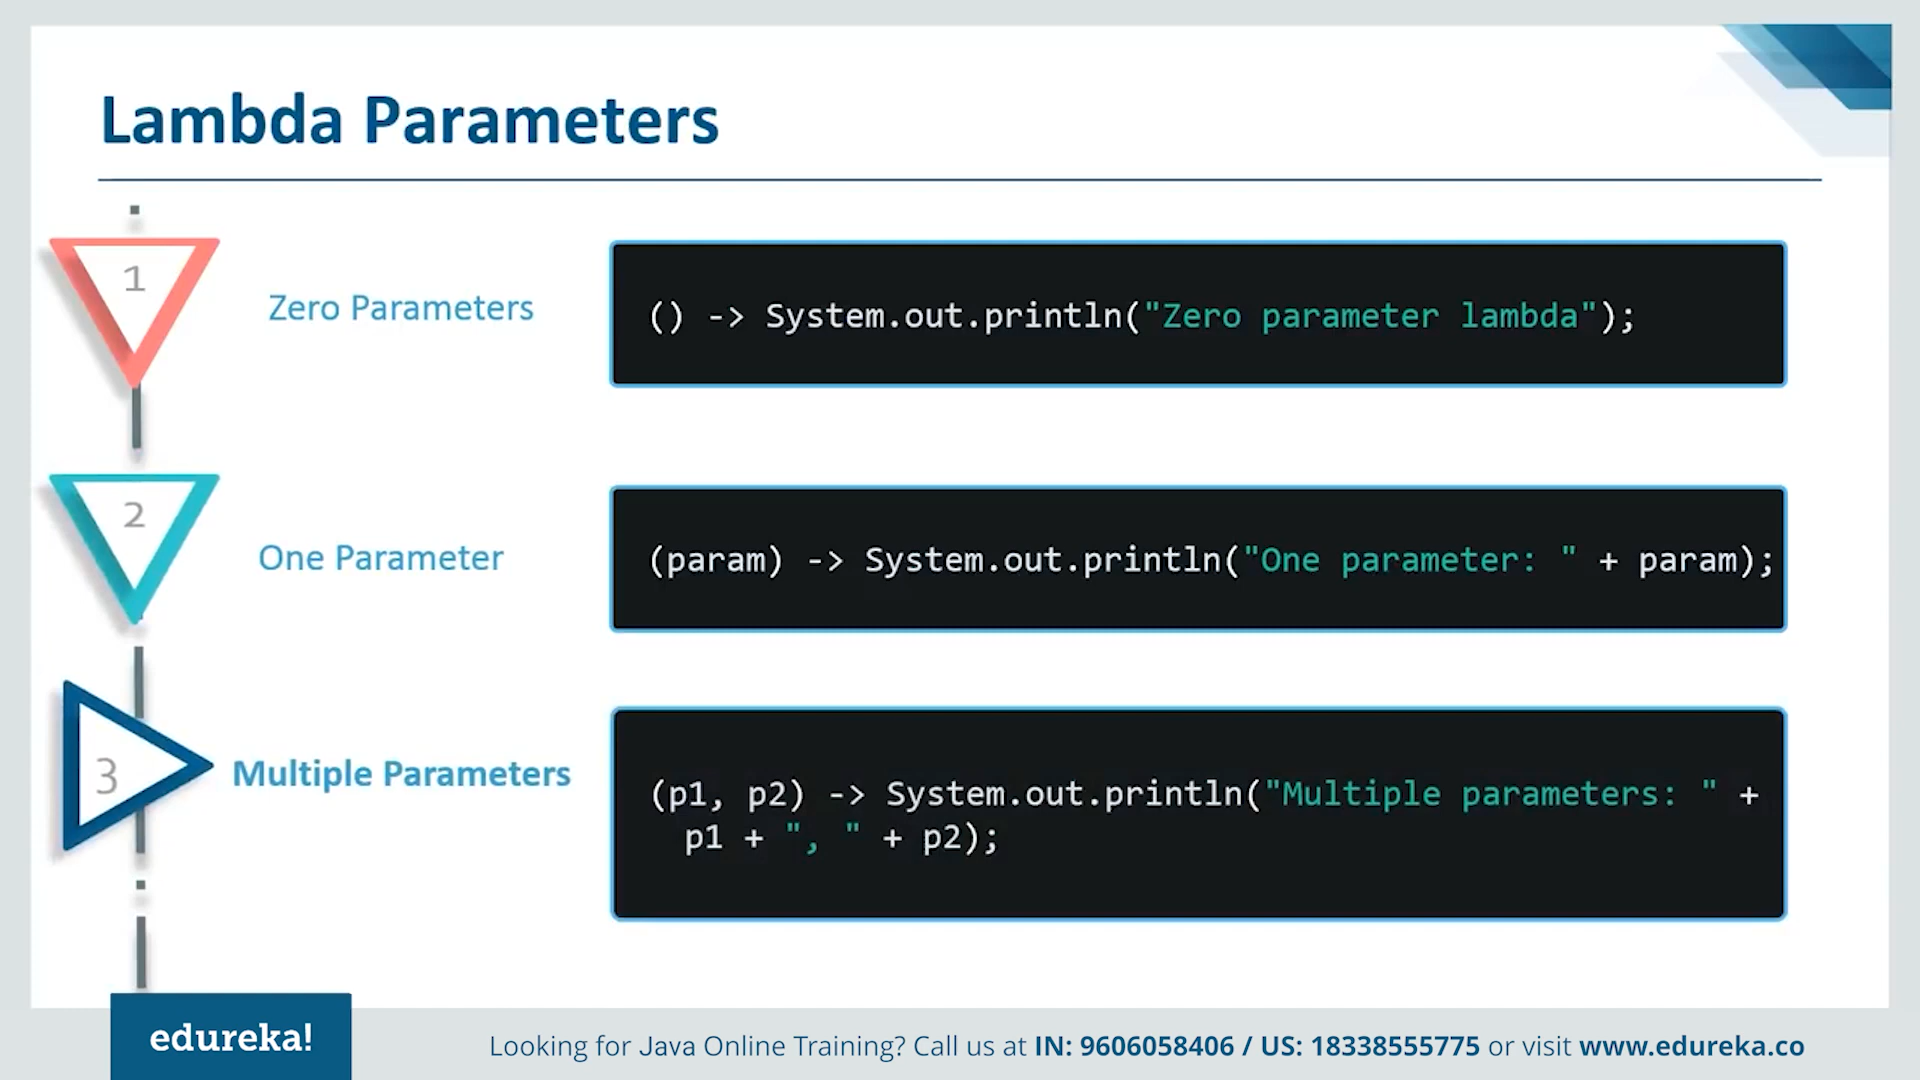 Lambda Parameters
1
Zero Parameters
() -> System.out.println("Zero parameter lambda");
2
One Parameter
(param) -> System.out.println("One parameter: " + param);
3
Multiple Parameters
(p1, p2) -> System.out.println("Multiple parameters: " +
p1 + ", " + p2);
edureka!
Looking for Java Online Training? Call us at IN: 9606058406 / US: 18338555775 or visit www.edureka.co